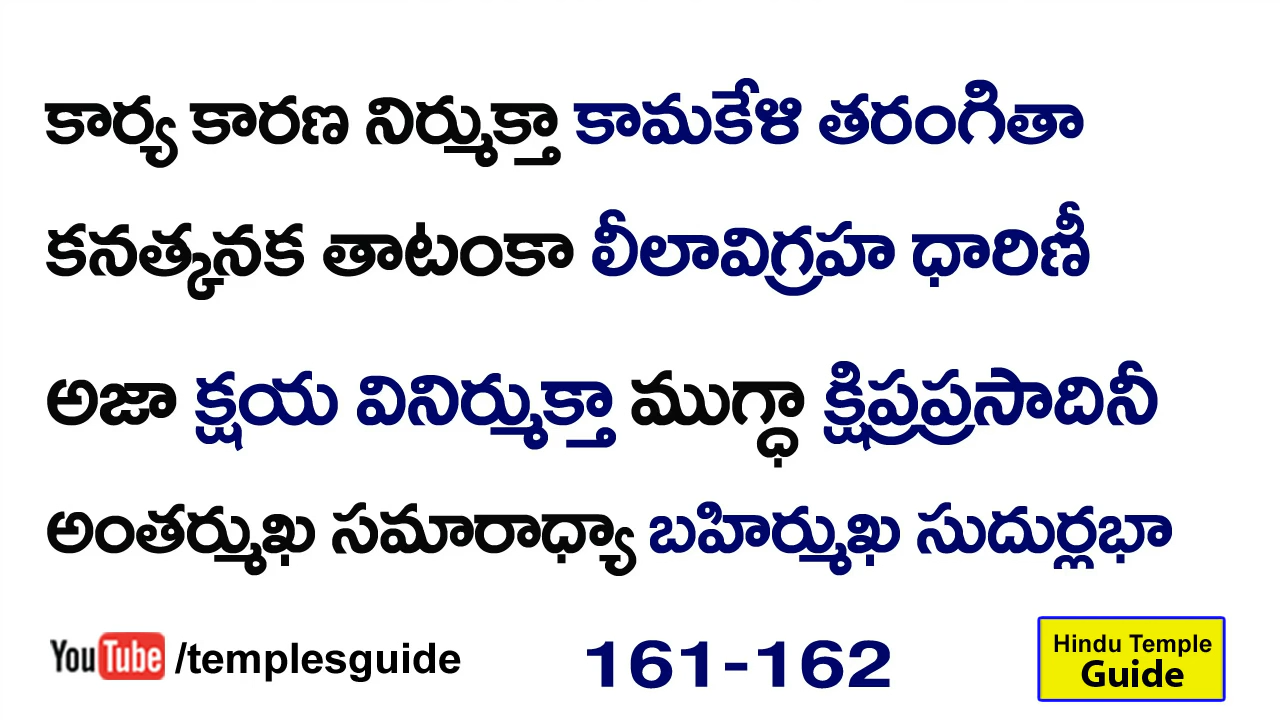 కార్య కారణ నిర్ముక్తా కామకేళి తరంగితా
కనత్కనక తాటంకా లీలావిగ్రహ ధారిణీ
అజా క్షయ వినిర్ముక్తా ముగ్ధా క్షిప్రప్రసాదినీ
అంతర్ముఖ సమారాధ్యా బహిర్ముఖ సుదుర్లభా
YouTube /templesguide
161-162
Hindu Temple
Guide